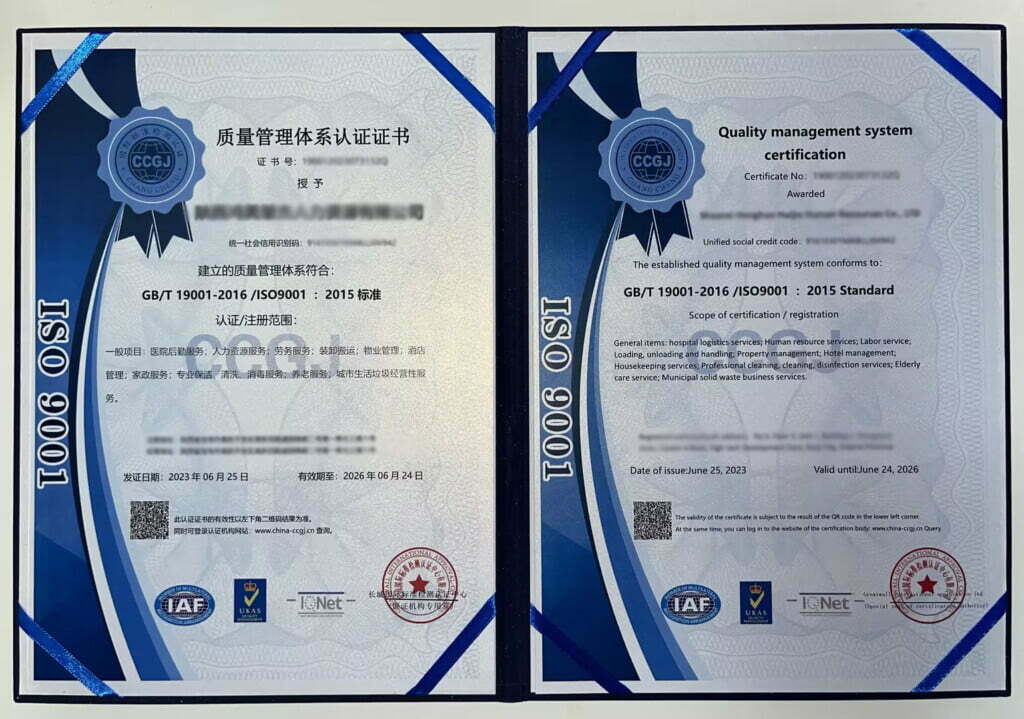 CCGJ
CHANG CHENG
质量管理体系认证证书
证 书 号：
授 予
统一社会信用识别码：
建立的质量管理体系符合：
GB/T 19001-2016 /ISO9001 ：2015 标准
认证/注册范围：
一般项目：医院后勤服务；人力资源服务；劳务服务；装卸搬运；物业管理；酒店
管理；家政服务；专业保洁、清洗、消毒服务；养老服务；城市生活垃圾经营性服
务。
CCGJ
ISO 9001
发证日期：2023 年 06 月 25 日 有效期至：2026 年 06 月 24 日
此认证证书的有效性以左下角二维码结果为准。
同时可登录认证机构网站：www.china-ccgj.cn 查询。
IAF
UKAS
IQNet
CCGJ
CHANG CHENG
Quality management system
certification
Certificate No：
Awarded
Unified social credit code：
The established quality management system conforms to：
GB/T 19001-2016 /ISO9001 ：2015 Standard
Scope of certification / registration
General items: hospital logistics services; Human resource services; Labor service;
Loading, unloading and handling; Property management; Hotel management;
Housekeeping services; Professional cleaning, cleaning, disinfection services; Elderly
care service; Municipal solid waste business services.
CCGJ
ISO 9001
Date of issue:June 25, 2023 Valid until:June 24, 2026
The validity of the certificate is subject to the result of the QR code in the lower left corner.
At the same time, you can log in to the website of the certification body: www.china-ccgj.cn Query.
IAF
UKAS
IQNet